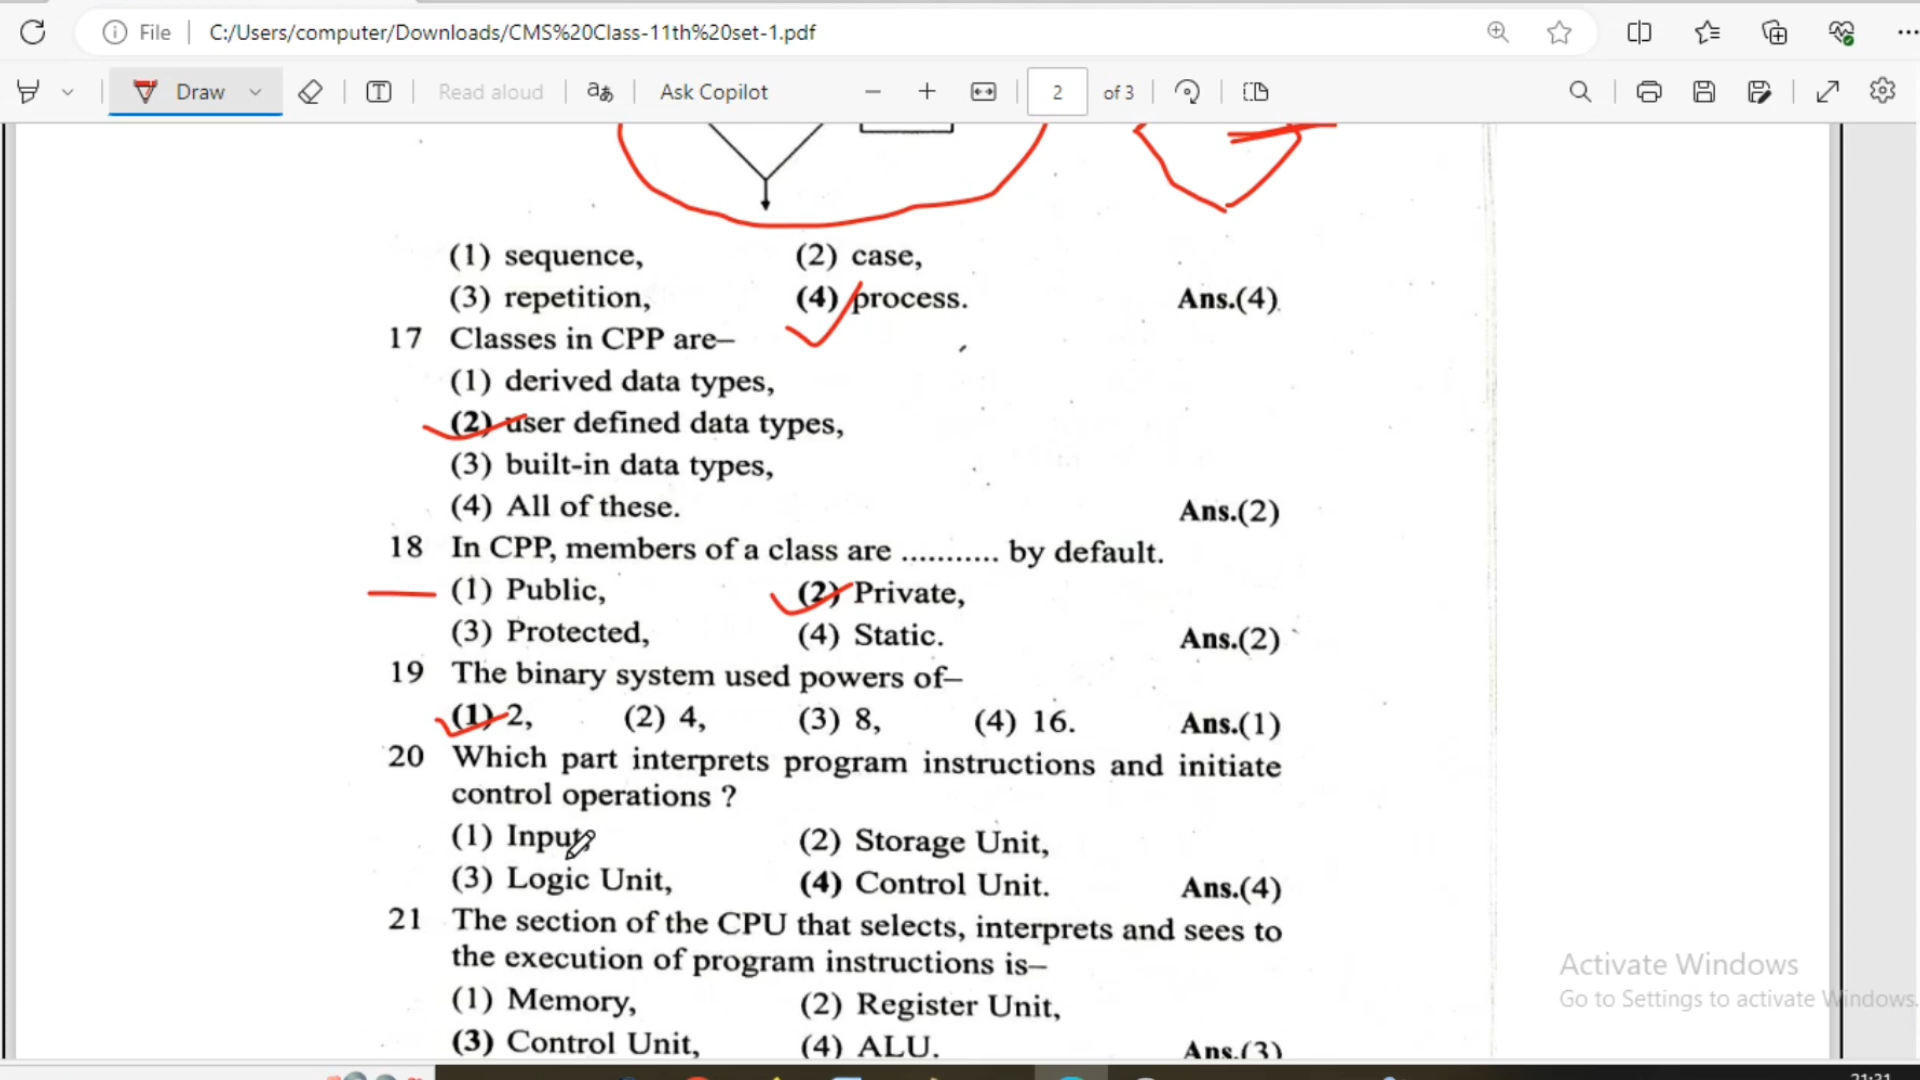 File C:/Users/computer/Downloads/CMS%20Class-11th%20set-1.pdf
Draw Read aloud aあ Ask Copilot 2 of 3
(1) sequence, (2) case,
(3) repetition, (4) process. Ans.(4)
17 Classes in CPP are–
(1) derived data types,
(2) user defined data types,
(3) built-in data types,
(4) All of these. Ans.(2)
18 In CPP, members of a class are ........... by default.
(1) Public, (2) Private,
(3) Protected, (4) Static. Ans.(2)
19 The binary system used powers of–
(1) 2, (2) 4, (3) 8, (4) 16. Ans.(1)
20 Which part interprets program instructions and initiate
control operations ?
(1) Input, (2) Storage Unit,
(3) Logic Unit, (4) Control Unit. Ans.(4)
21 The section of the CPU that selects, interprets and sees to
the execution of program instructions is–
(1) Memory, (2) Register Unit,
(3) Control Unit, (4) ALU. Ans.(3)
Activate Windows
Go to Settings to activate Windows.